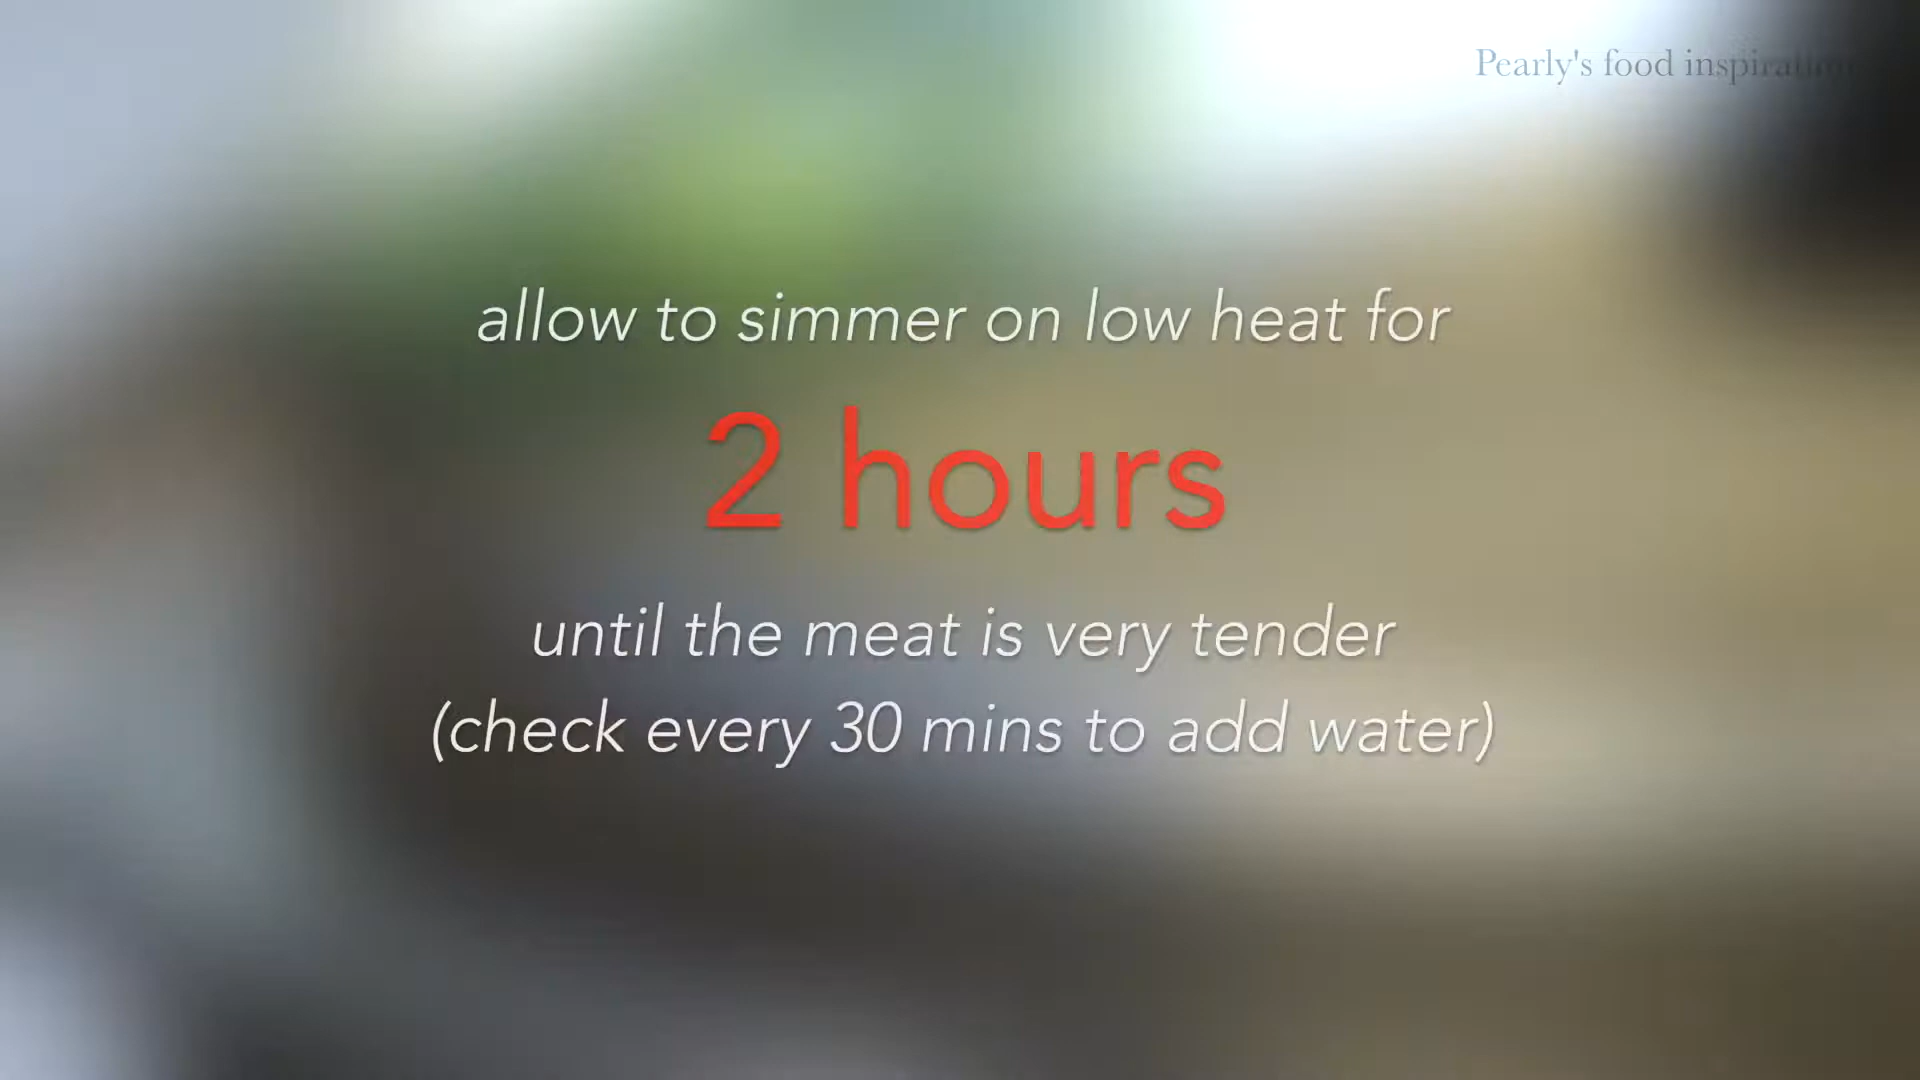 Pearly's food inspiration
allow to simmer on low heat for
2 hours
until the meat is very tender
(check every 30 mins to add water)